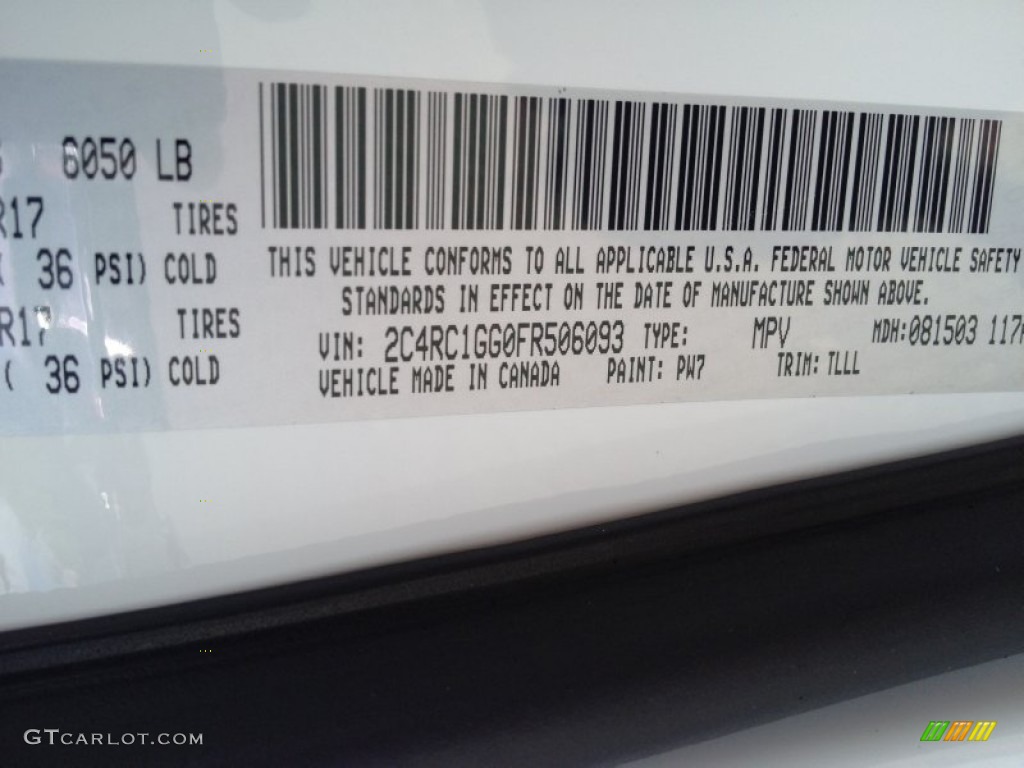 6050 LB
R17 TIRES
( 36 PSI) COLD
R17 TIRES
( 36 PSI) COLD
THIS VEHICLE CONFORMS TO ALL APPLICABLE U.S.A. FEDERAL MOTOR VEHICLE SAFETY
STANDARDS IN EFFECT ON THE DATE OF MANUFACTURE SHOWN ABOVE.
VIN: 2C4RC1GG0FR506093 TYPE: MPV MDH:081503 117
VEHICLE MADE IN CANADA PAINT: PW7 TRIM: TLLL
GTCARLOT.COM